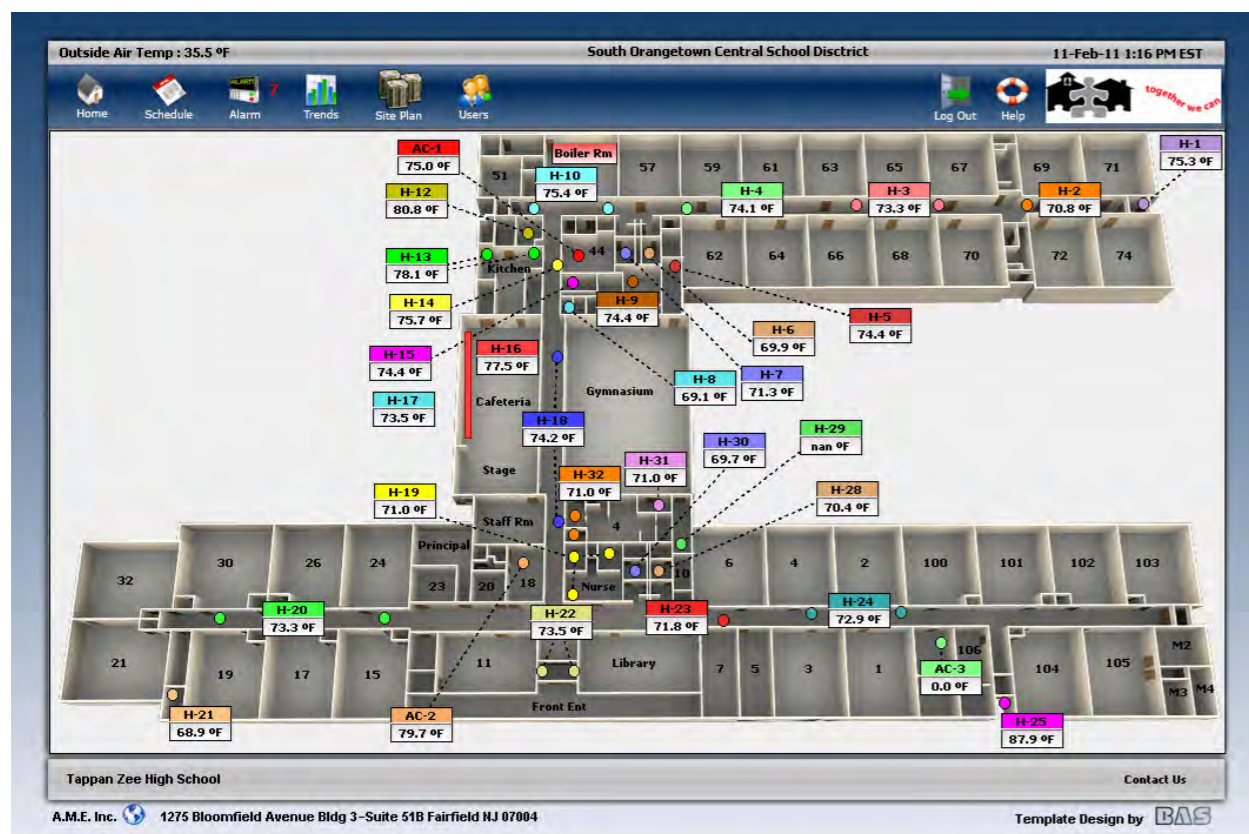 Outside Air Temp : 35.5 ºF
South Orangetown Central School Disctrict
11-Feb-11 1:16 PM EST
Home
Schedule
ALARM
Alarm
7
Trends
Site Plan
Users
Log Out
Help
together we can
AC-1
75.0 ºF
H-12
80.8 ºF
H-13
78.1 ºF
H-14
75.7 ºF
H-15
74.4 ºF
H-17
73.5 ºF
51
Boiler Rm
H-10
75.4 ºF
57
59
61
63
65
67
69
71
H-1
75.3 ºF
H-4
74.1 ºF
H-3
73.3 ºF
H-2
70.8 ºF
44
Kitchen
62
64
66
68
70
72
74
H-9
74.4 ºF
H-6
69.9 ºF
H-5
74.4 ºF
H-16
77.5 ºF
Cafeteria
Gymnasium
H-8
69.1 ºF
H-7
71.3 ºF
H-18
74.2 ºF
Stage
H-29
nan ºF
H-30
69.7 ºF
H-31
71.0 ºF
H-32
71.0 ºF
H-28
70.4 ºF
H-19
71.0 ºF
Staff Rm
4
Principal
32
30
26
24
23
20
18
Nurse
10
6
4
2
100
101
102
103
H-20
73.3 ºF
H-22
73.5 ºF
H-23
71.8 ºF
H-24
72.9 ºF
21
19
17
15
11
Library
7
5
3
1
106
104
105
M2
M3
M4
AC-3
0.0 ºF
Front Ent
H-21
68.9 ºF
AC-2
79.7 ºF
H-25
87.9 ºF
Tappan Zee High School
Contact Us
A.M.E. Inc.
1275 Bloomfield Avenue Bldg 3-Suite 51B Fairfield NJ 07004
Template Design by BAS